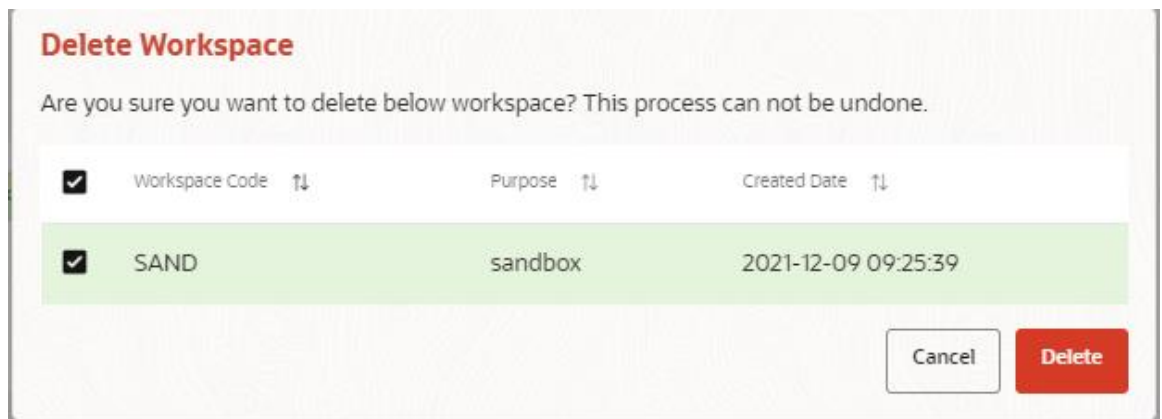 Delete Workspace
Are you sure you want to delete below workspace? This process can not be undone.
Workspace Code Purpose Created Date
SAND sandbox 2021-12-09 09:25:39
Cancel Delete